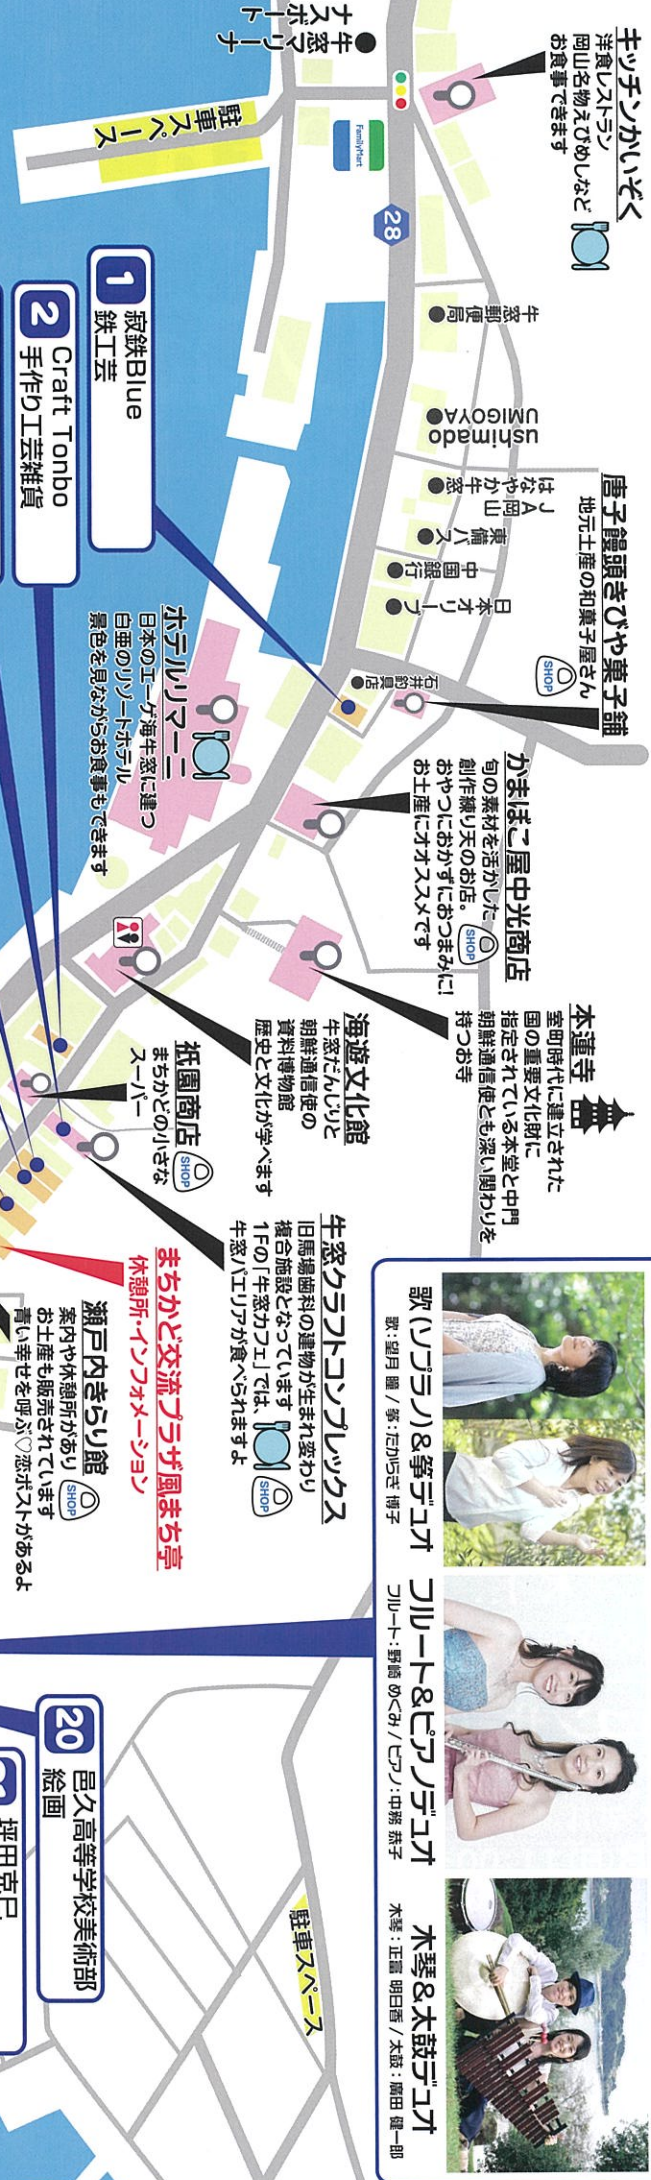 キッチンかいぞく
洋食レストラン
岡山名物えびめしなど
お食事できます
牛窓マリーナ
ナスボート
駐車スペース
FamilyMart
28
牛窓郵便局
ushimado
UMIGOYA
JA岡山
はなやか牛窓
東備バス
中国銀行
日本オリーブ
石井釣具店
唐子饅頭きびや菓子舗
地元土産の和菓子屋さん
SHOP
1
寂鉄Blue
鉄工芸
2
Craft Tonbo
手作り工芸雑貨
ホテルリマーニ
日本のエーゲ海牛窓に建つ
白亜のリゾートホテル
景色を見ながらお食事もできます
かまぼこ屋中光商店
旬の素材を活かした
創作練り天のお店。
おやつにおかずにおつまみに!
お土産にオススメです
SHOP
本蓮寺
室町時代に建立された
国の重要文化財に
指定されている本堂と中門
朝鮮通信使とも深い関わりを
持つお寺
海遊文化館
牛窓だんじりと
朝鮮通信使の
資料博物館
歴史と文化が学べます
祇園商店
まちかどの小さな
スーパー
SHOP
牛窓クラフトコンプレックス
旧馬場歯科の建物が生まれ変わり
複合施設となっています
1Fの「牛窓カフェ」では、
牛窓パエリアが食べられますよ
SHOP
まちかど交流プラザ風まち亭
休憩所・インフォメーション
瀬戸内きらり館
案内や休憩所があり
お土産も販売されています
青い幸せを呼ぶ♡恋ポストがあるよ
SHOP
歌(ソプラノ)&箏デュオ
歌:望月 瞳 / 箏:たからぎ 博子
フルート&ピアノデュオ
フルート:野崎 めぐみ / ピアノ:中務 恭子
木琴&太鼓デュオ
木琴:正富 明日香 / 太鼓:廣田 健一郎
駐車スペース
20
邑久高等学校美術部
絵画
坪田克巳